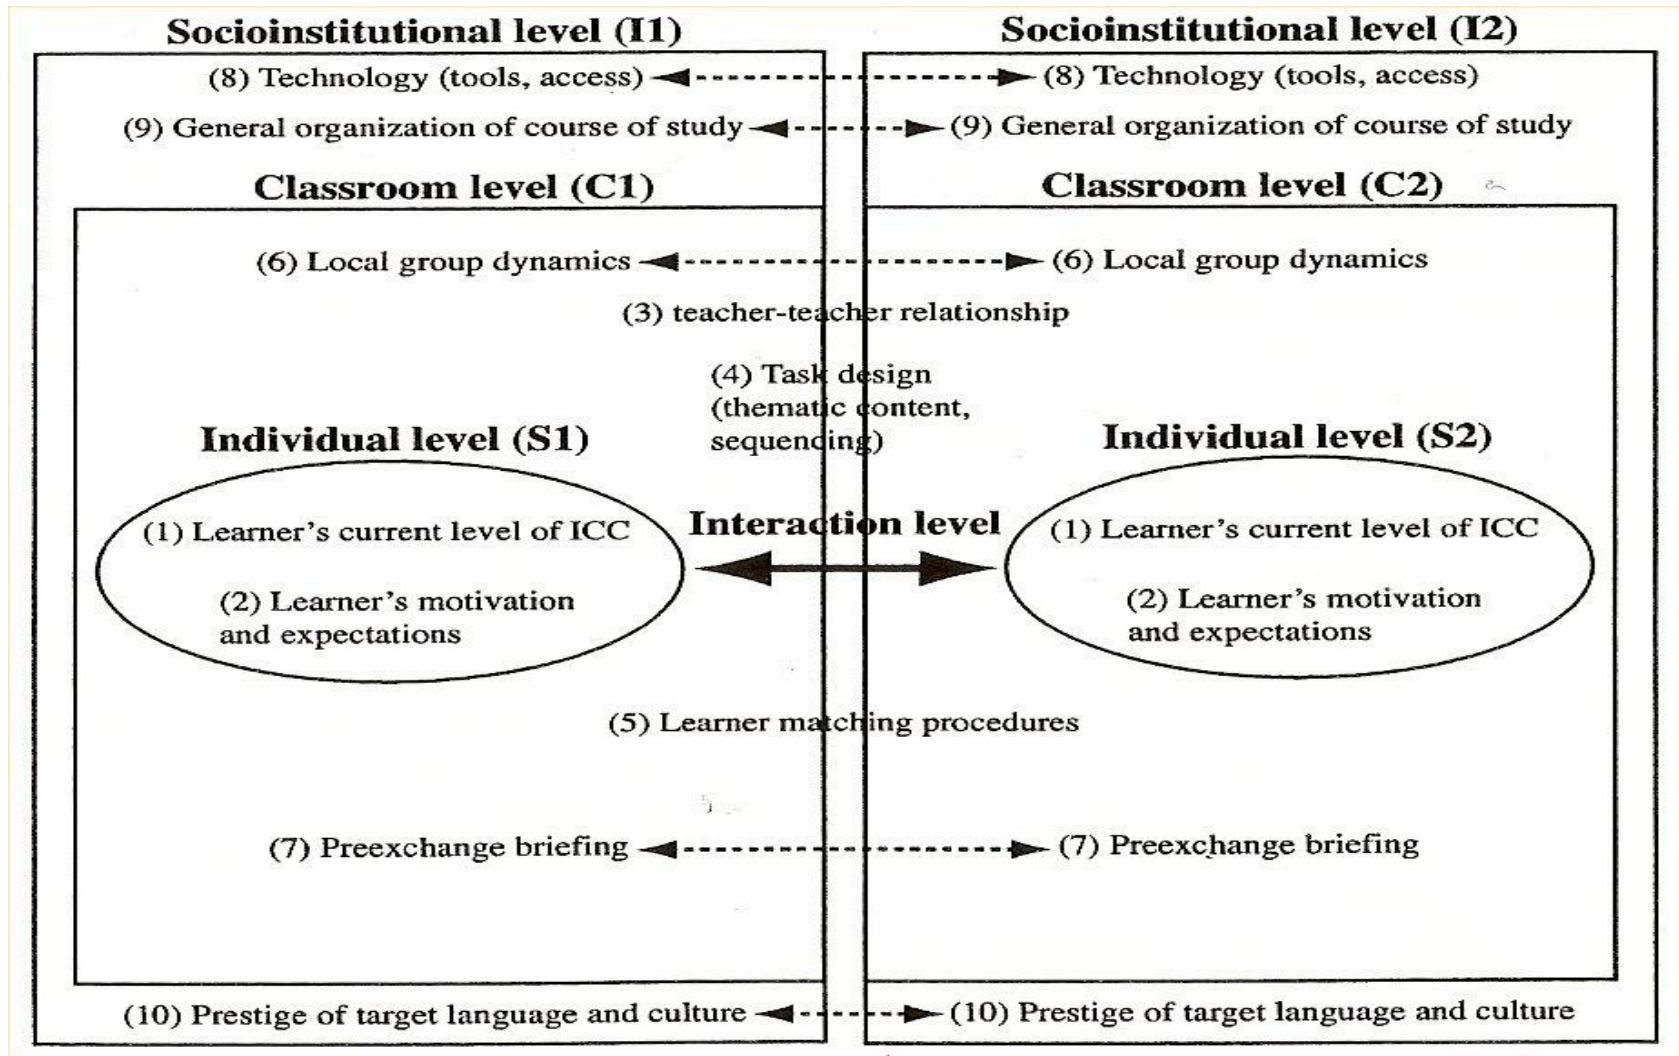 Socioinstitutional level (I1)
Socioinstitutional level (I2)
(8) Technology (tools, access)
(8) Technology (tools, access)
(9) General organization of course of study
(9) General organization of course of study
Classroom level (C1)
Classroom level (C2)
(6) Local group dynamics
(6) Local group dynamics
(3) teacher-teacher relationship
(4) Task design
(thematic content,
sequencing)
Individual level (S1)
Individual level (S2)
(1) Learner's current level of ICC
(2) Learner's motivation
and expectations
Interaction level
(1) Learner's current level of ICC
(2) Learner's motivation
and expectations
(5) Learner matching procedures
(7) Preexchange briefing
(7) Preexchange briefing
(10) Prestige of target language and culture
(10) Prestige of target language and culture